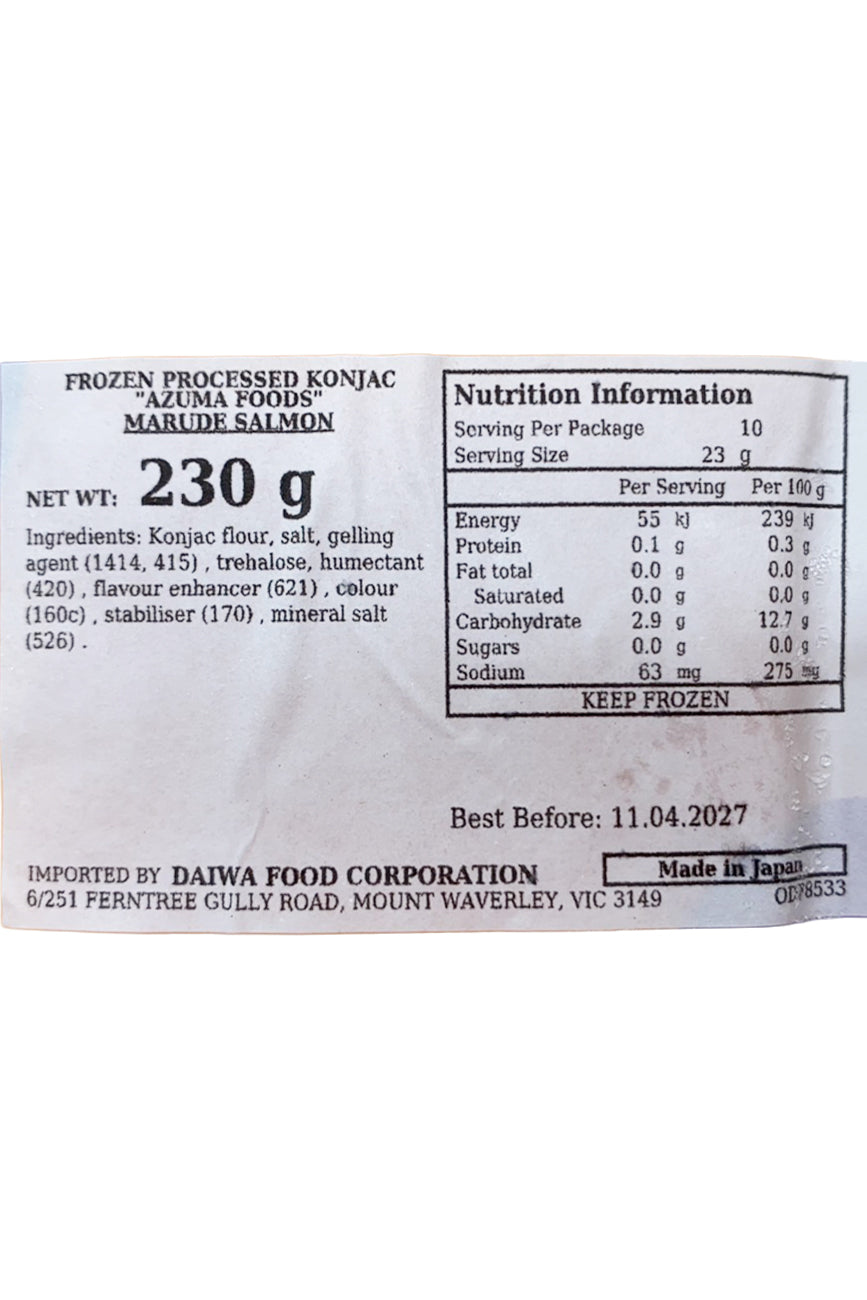 FROZEN PROCESSED KONJAC
"AZUMA FOODS"
MARUDE SALMON
NET WT: 230 g
Ingredients: Konjac flour, salt, gelling
agent (1414, 415) , trehalose, humectant
(420) , flavour enhancer (621) , colour
(160c) , stabiliser (170) , mineral salt
(526) .
Nutrition Information
Serving Per Package 10
Serving Size 23 g
Per Serving Per 100 g
Energy 55 kj 239 kj
Protein 0.1 g 0.3 g
Fat total 0.0 g 0.0 g
Saturated 0.0 g 0.0 g
Carbohydrate 2.9 g 12.7 g
Sugars 0.0 g 0.0 g
Sodium 63 mg 275 mg
KEEP FROZEN
Best Before: 11.04.2027
IMPORTED BY DAIWA FOOD CORPORATION
Made in Japan
6/251 FERNTREE GULLY ROAD, MOUNT WAVERLEY, VIC 3149